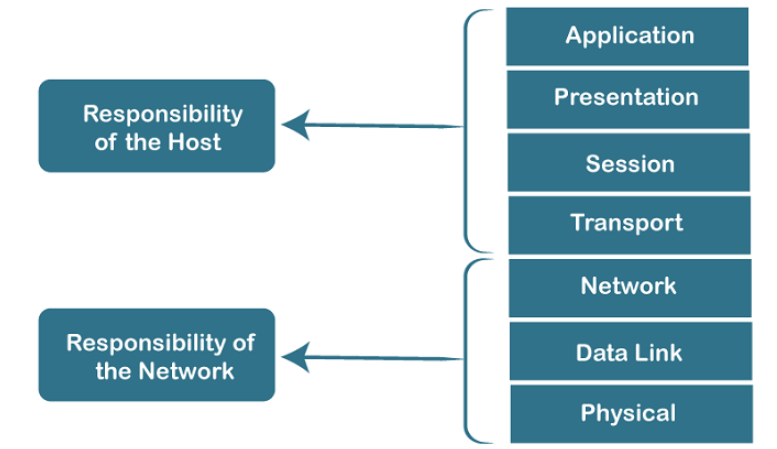 Application
Presentation
Responsibility
of the Host
Session
Transport
Network
Responsibility of
the Network
Data Link
Physical